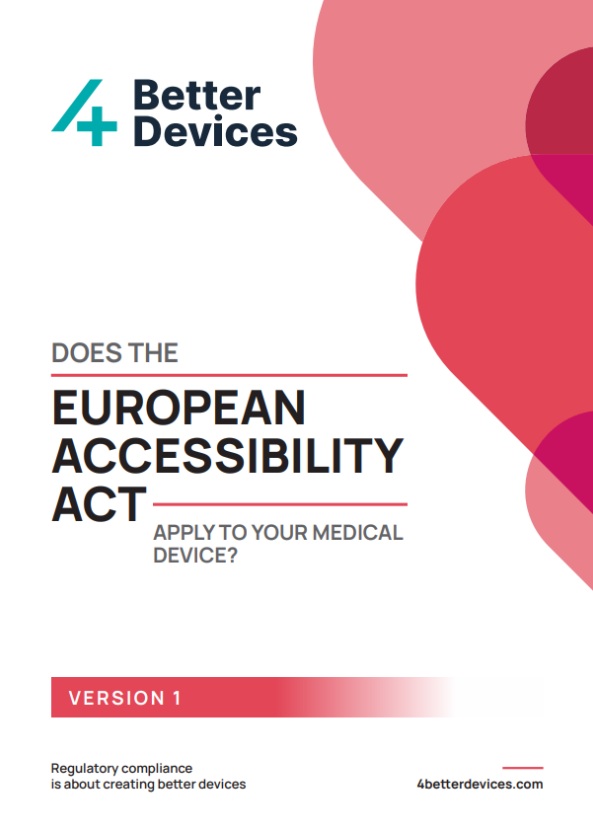 4 Better
Devices
DOES THE
EUROPEAN
ACCESSIBILITY
ACT
APPLY TO YOUR MEDICAL
DEVICE?
VERSION 1
Regulatory compliance
is about creating better devices
4betterdevices.com